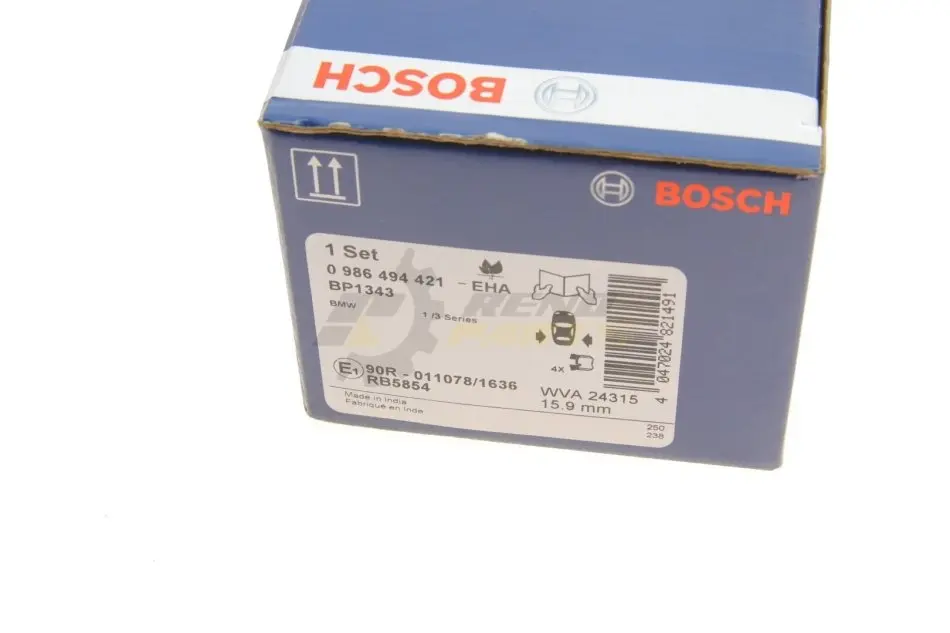 BOSCH
BOSCH
1 Set
0 986 494 421 - EHA
BP1343
BMW
1 /3 Series
4X
E1 90R - 011078/1636
RB5854
WVA 24315
15.9 mm
Made in India
Fabriqué en Inde
250
238
4 047024 821491